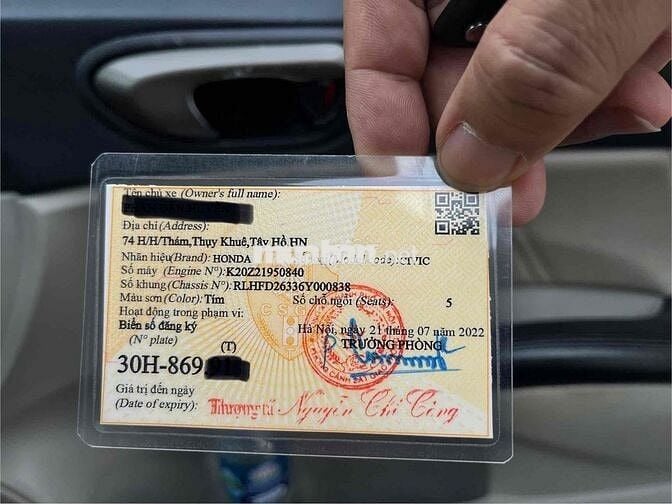 Tên chủ xe (Owner's full name):
Địa chỉ (Address):
74 H/H/Thám,Thụy Khuê,Tây Hồ HN
Nhãn hiệu(Brand): HONDA CIVIC
Số máy (Engine N°): K20Z21950840
Số khung (Chassis N°): RLHFD26336Y000838
Màu sơn (Color): Tím Số chỗ ngồi (Seats): 5
Hoạt động trong phạm vi:
Biển số đăng ký Hà Nội, ngày 21 tháng 07 năm 2022
(N° plate) TRƯỞNG PHÒNG
(T)
30H-869
Giá trị đến ngày
(Date of expiry): Thượng tá Nguyễn Chí Công